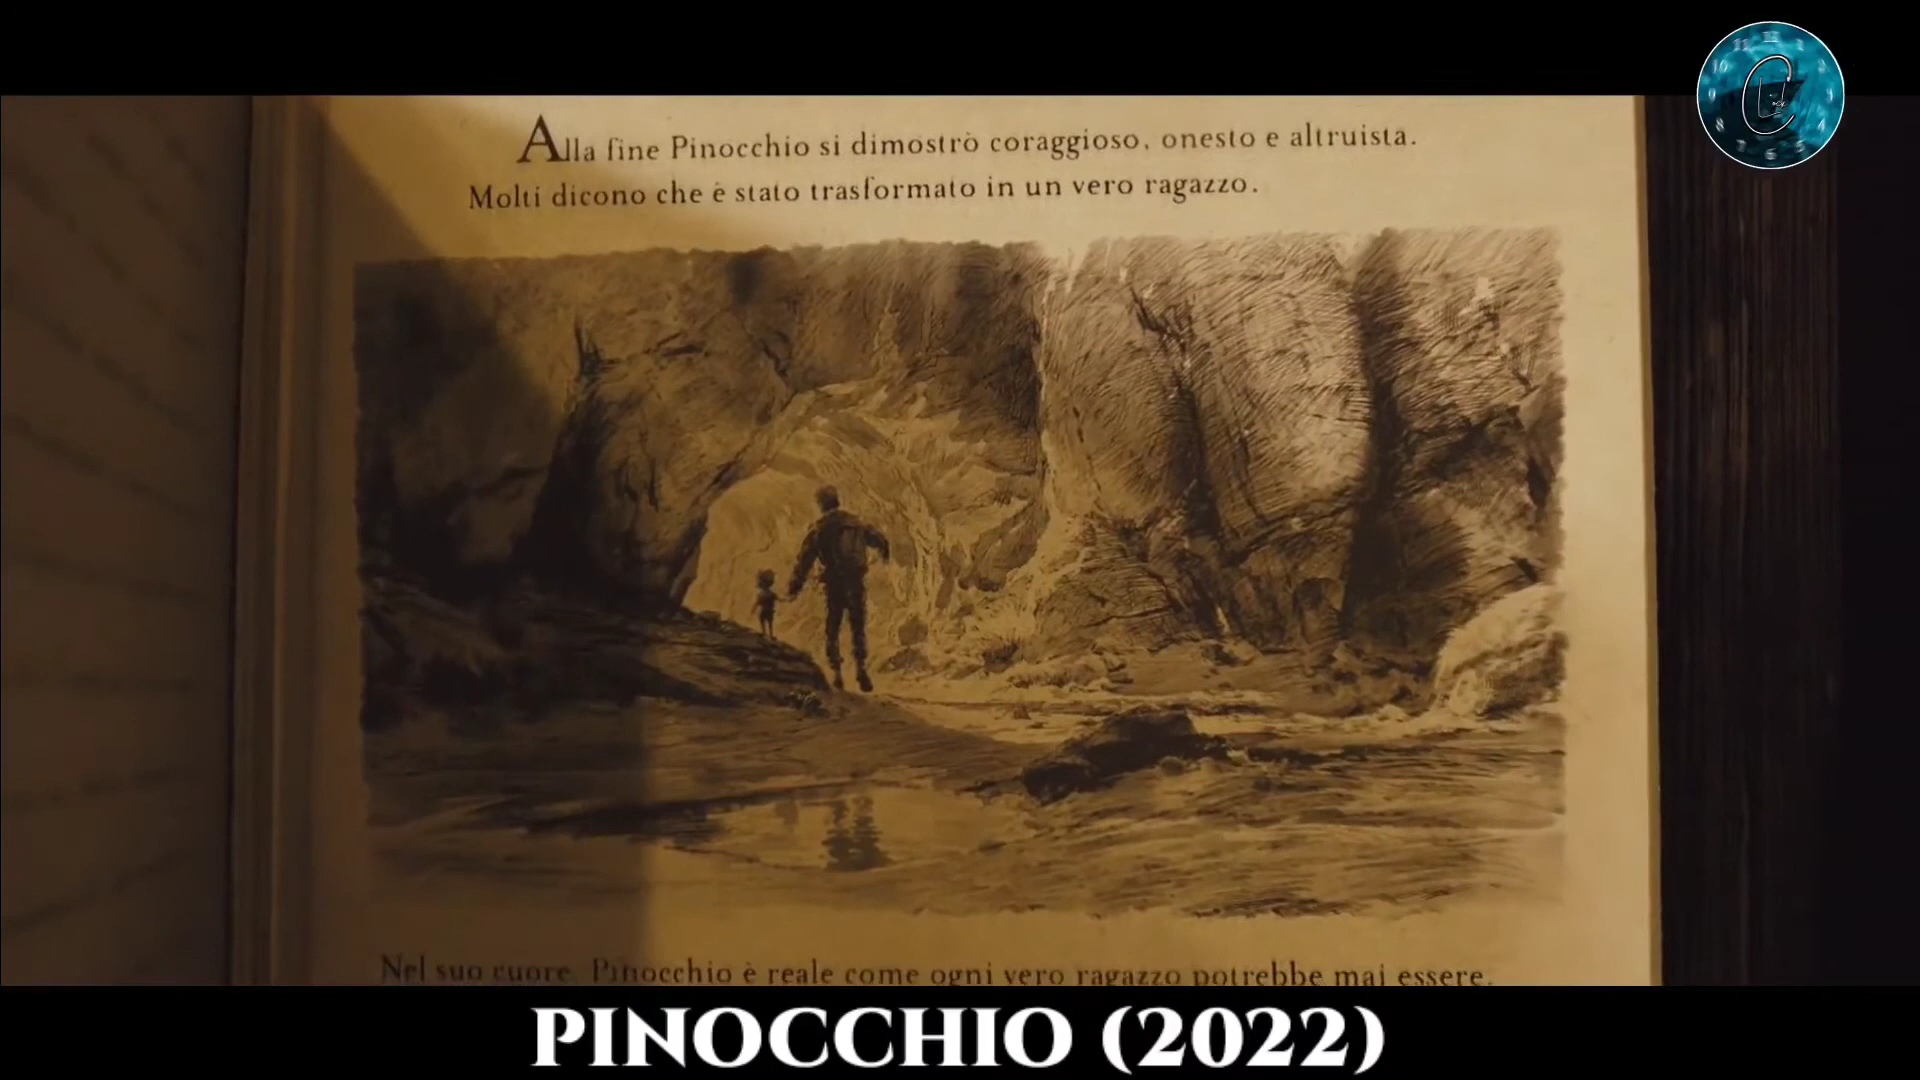 Alla fine Pinocchio si dimostrò coraggioso, onesto e altruista.
Molti dicono che è stato trasformato in un vero ragazzo.
Nel suo cuore, Pinocchio è reale come ogni vero ragazzo potrebbe mai essere.
PINOCCHIO (2022)